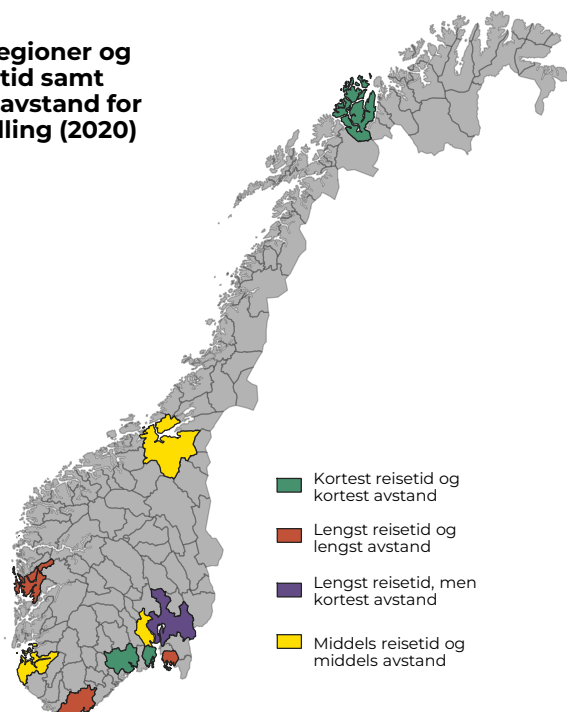 egioner og
tid samt
avstand for
lling (2020)
Kortest reisetid og
kortest avstand
Lengst reisetid og
lengst avstand
Lengst reisetid, men
kortest avstand
Middels reisetid og
middels avstand